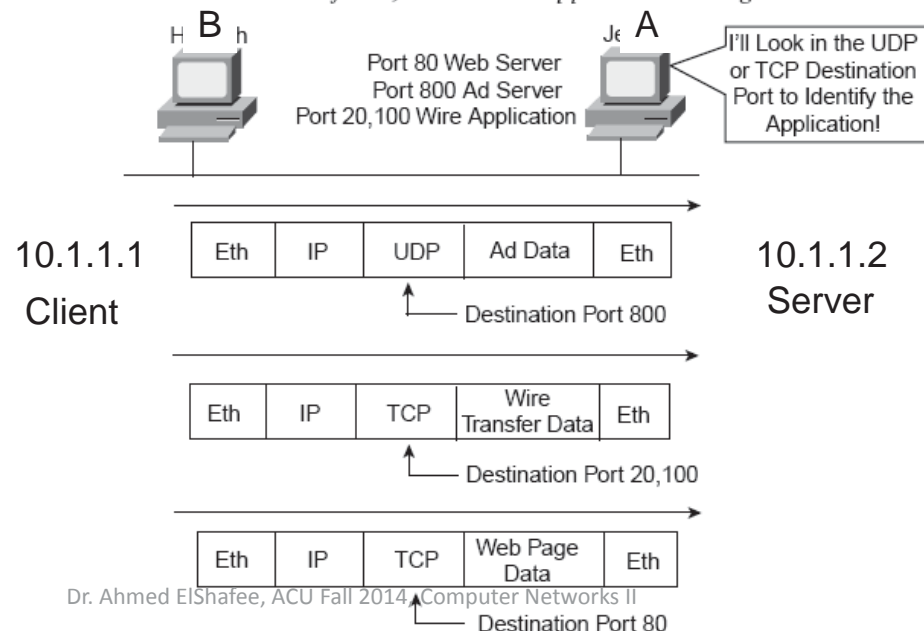 B
A
Port 80 Web Server
Port 800 Ad Server
Port 20,100 Wire Application
I'll Look in the UDP
or TCP Destination
Port to Identify the
Application!
10.1.1.1
Client
Eth IP UDP Ad Data Eth
10.1.1.2
Server
Destination Port 800
Eth IP TCP Wire Transfer Data Eth
Destination Port 20,100
Eth IP TCP Web Page Data Eth
Dr. Ahmed ElShafee, ACU Fall 2014, Computer Networks II
Destination Port 80